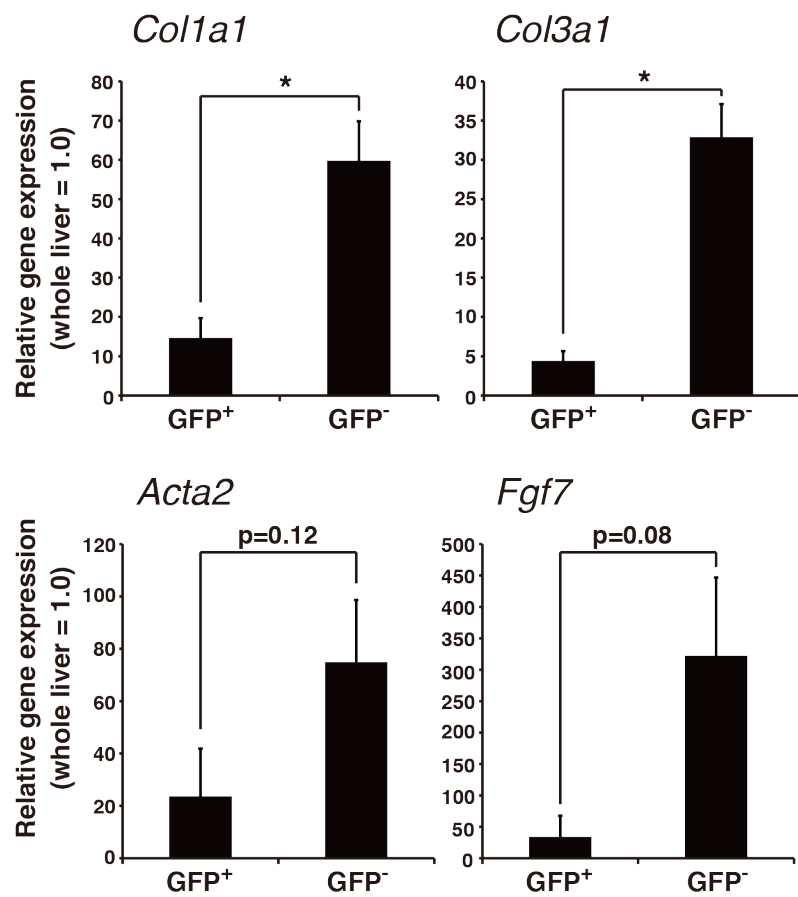 Col1a1
Relative gene expression
(whole liver = 1.0)
80
70
60
50
40
30
20
10
0
*
GFP⁺
GFP⁻
Col3a1
40
35
30
25
20
15
10
5
0
*
GFP⁺
GFP⁻
Acta2
Relative gene expression
(whole liver = 1.0)
120
100
80
60
40
20
0
p=0.12
GFP⁺
GFP⁻
Fgf7
500
450
400
350
300
250
200
150
100
50
0
p=0.08
GFP⁺
GFP⁻